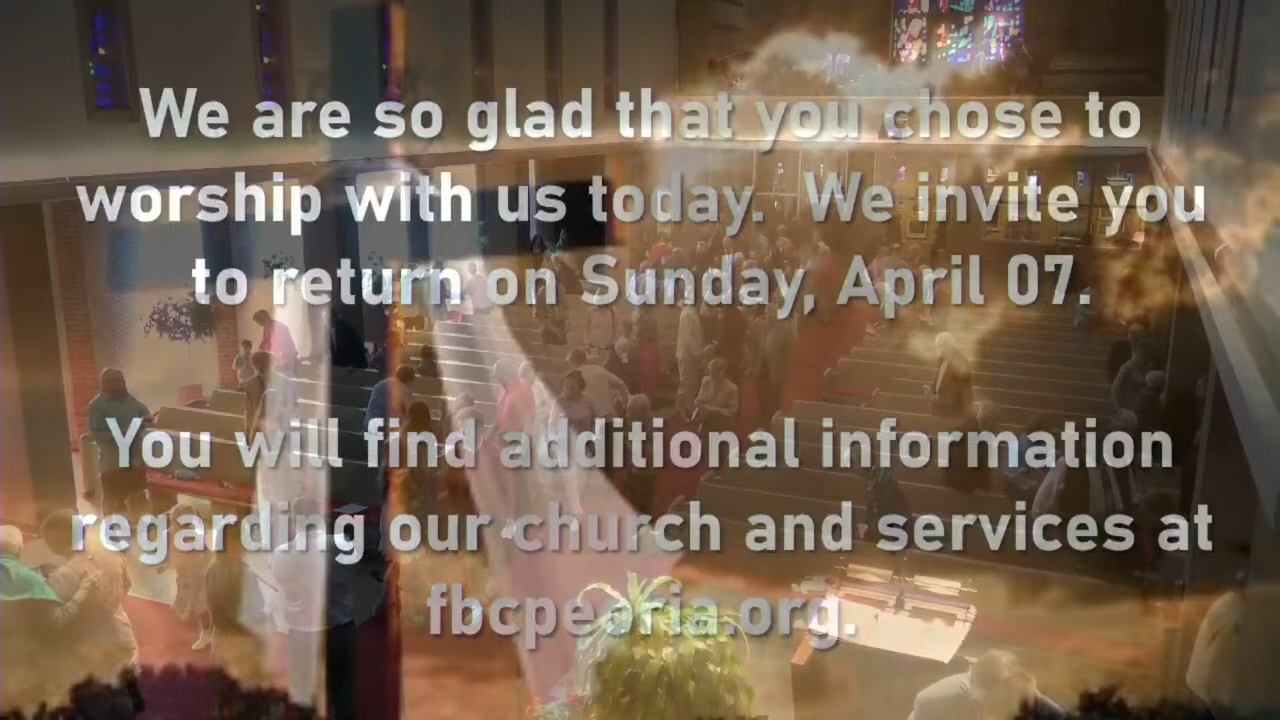 We are so glad that you chose to
worship with us today. We invite you
to return on Sunday, April 07.
You will find additional information
regarding our church and services at
fbcpeoria.org.